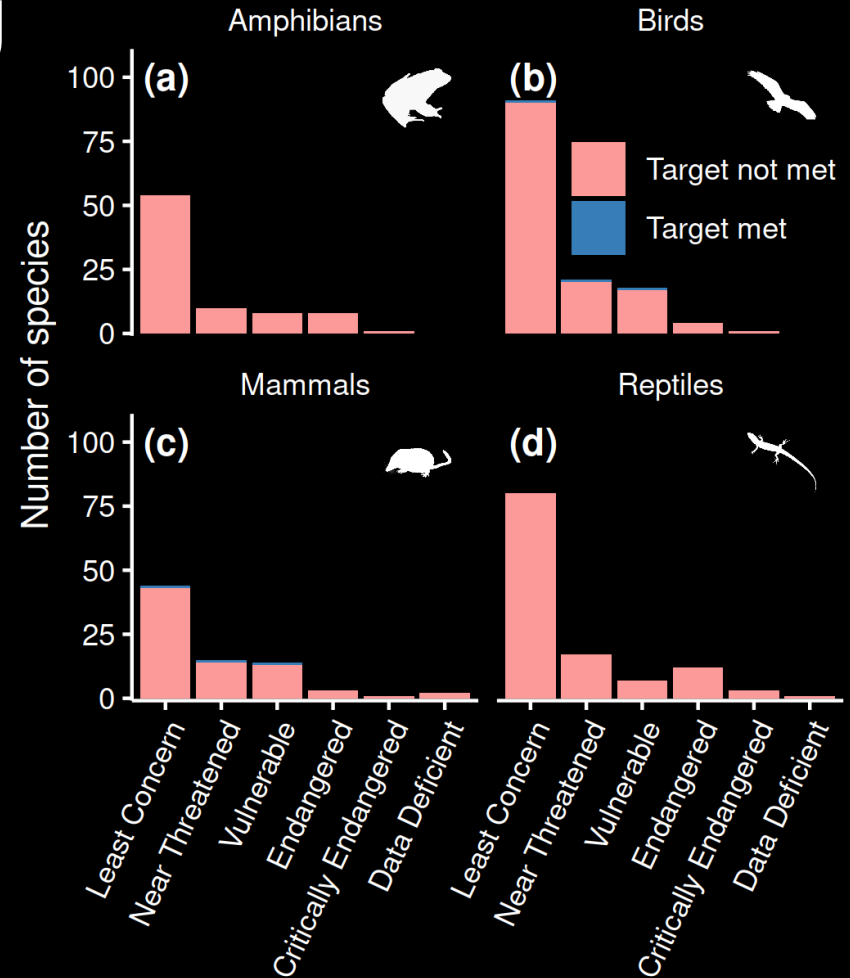 Amphibians
Birds
(a)
(b)
100
75
50
25
0
Target not met
Target met
Number of species
Mammals
Reptiles
(c)
(d)
100
75
50
25
0
Least Concern
Near Threatened
Vulnerable
Endangered
Critically Endangered
Data Deficient
Least Concern
Near Threatened
Vulnerable
Endangered
Critically Endangered
Data Deficient